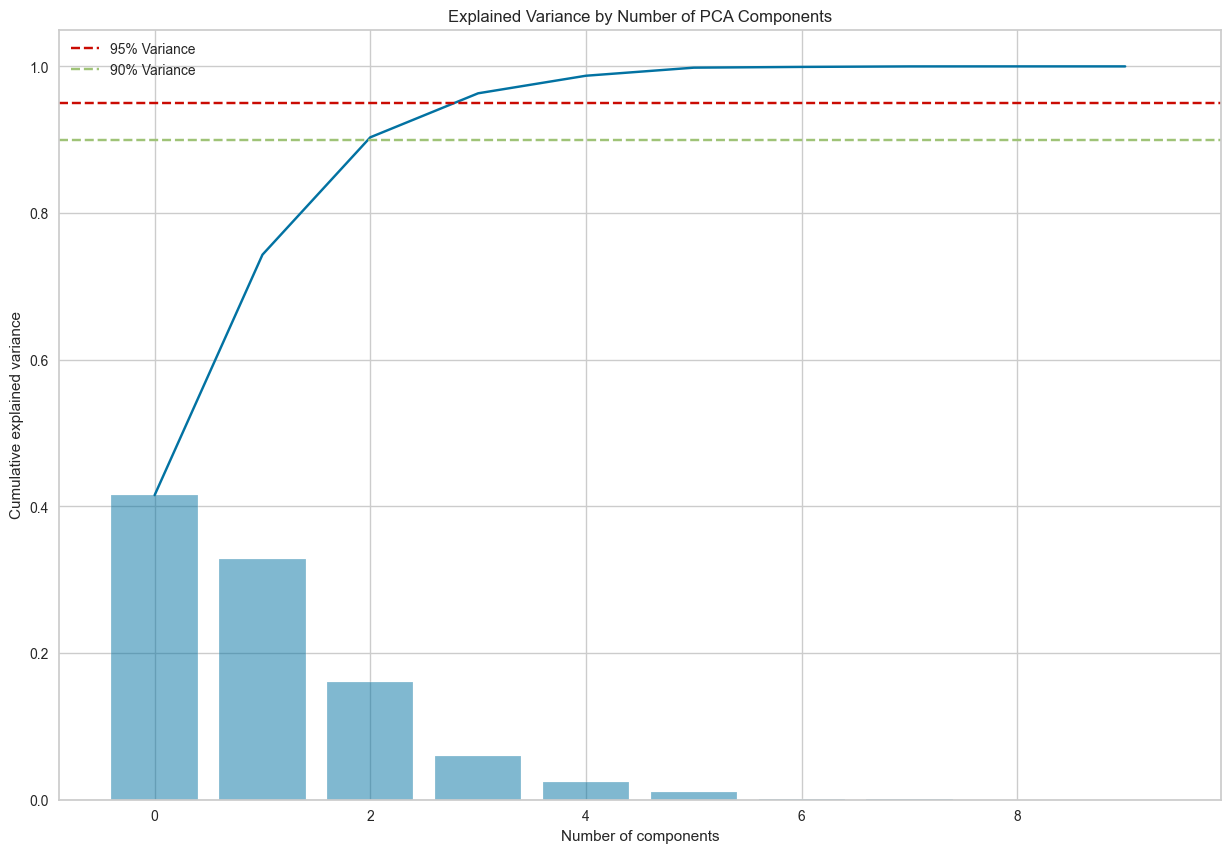 Explained Variance by Number of PCA Components
95% Variance
90% Variance
1.0
0.8
0.6
0.4
0.2
0.0
Cumulative explained variance
0 2 4 6 8
Number of components